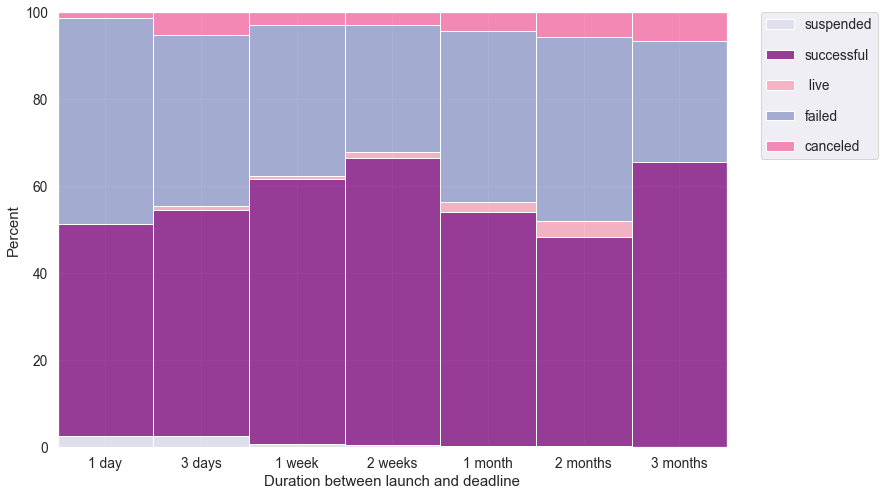 100
80
60
40
20
0
Percent
1 day 3 days 1 week 2 weeks 1 month 2 months 3 months
Duration between launch and deadline
suspended
successful
live
failed
canceled